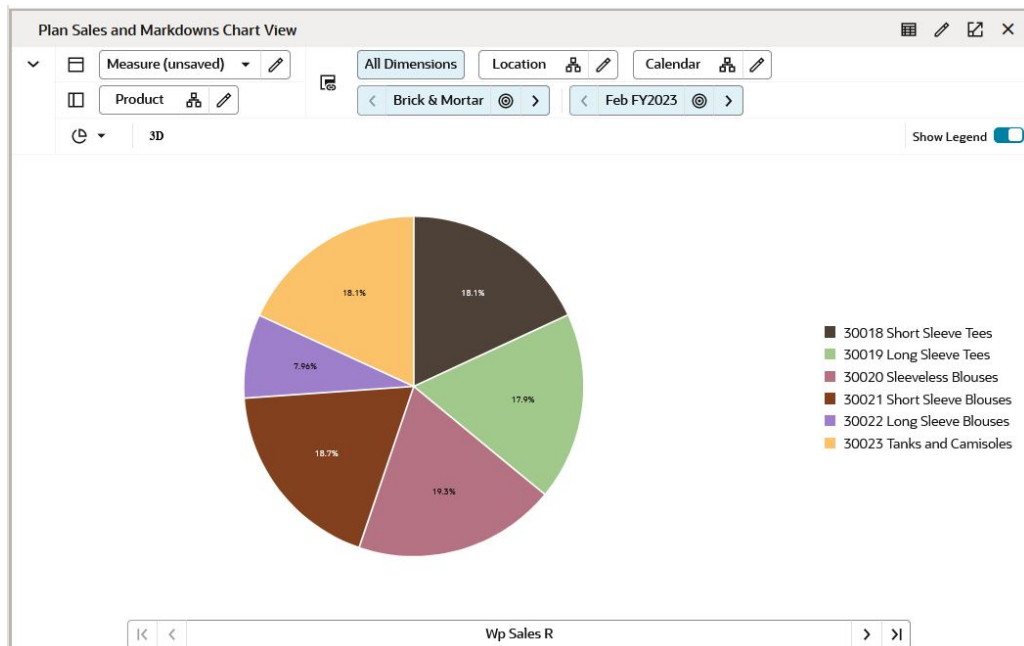 Plan Sales and Markdowns Chart View
Measure (unsaved)
All Dimensions
Location
Calendar
Product
Brick & Mortar
Feb FY2023
3D
Show Legend
18.1%
18.1%
7.96%
17.9%
18.7%
19.3%
30018 Short Sleeve Tees
30019 Long Sleeve Tees
30020 Sleeveless Blouses
30021 Short Sleeve Blouses
30022 Long Sleeve Blouses
30023 Tanks and Camisoles
Wp Sales R